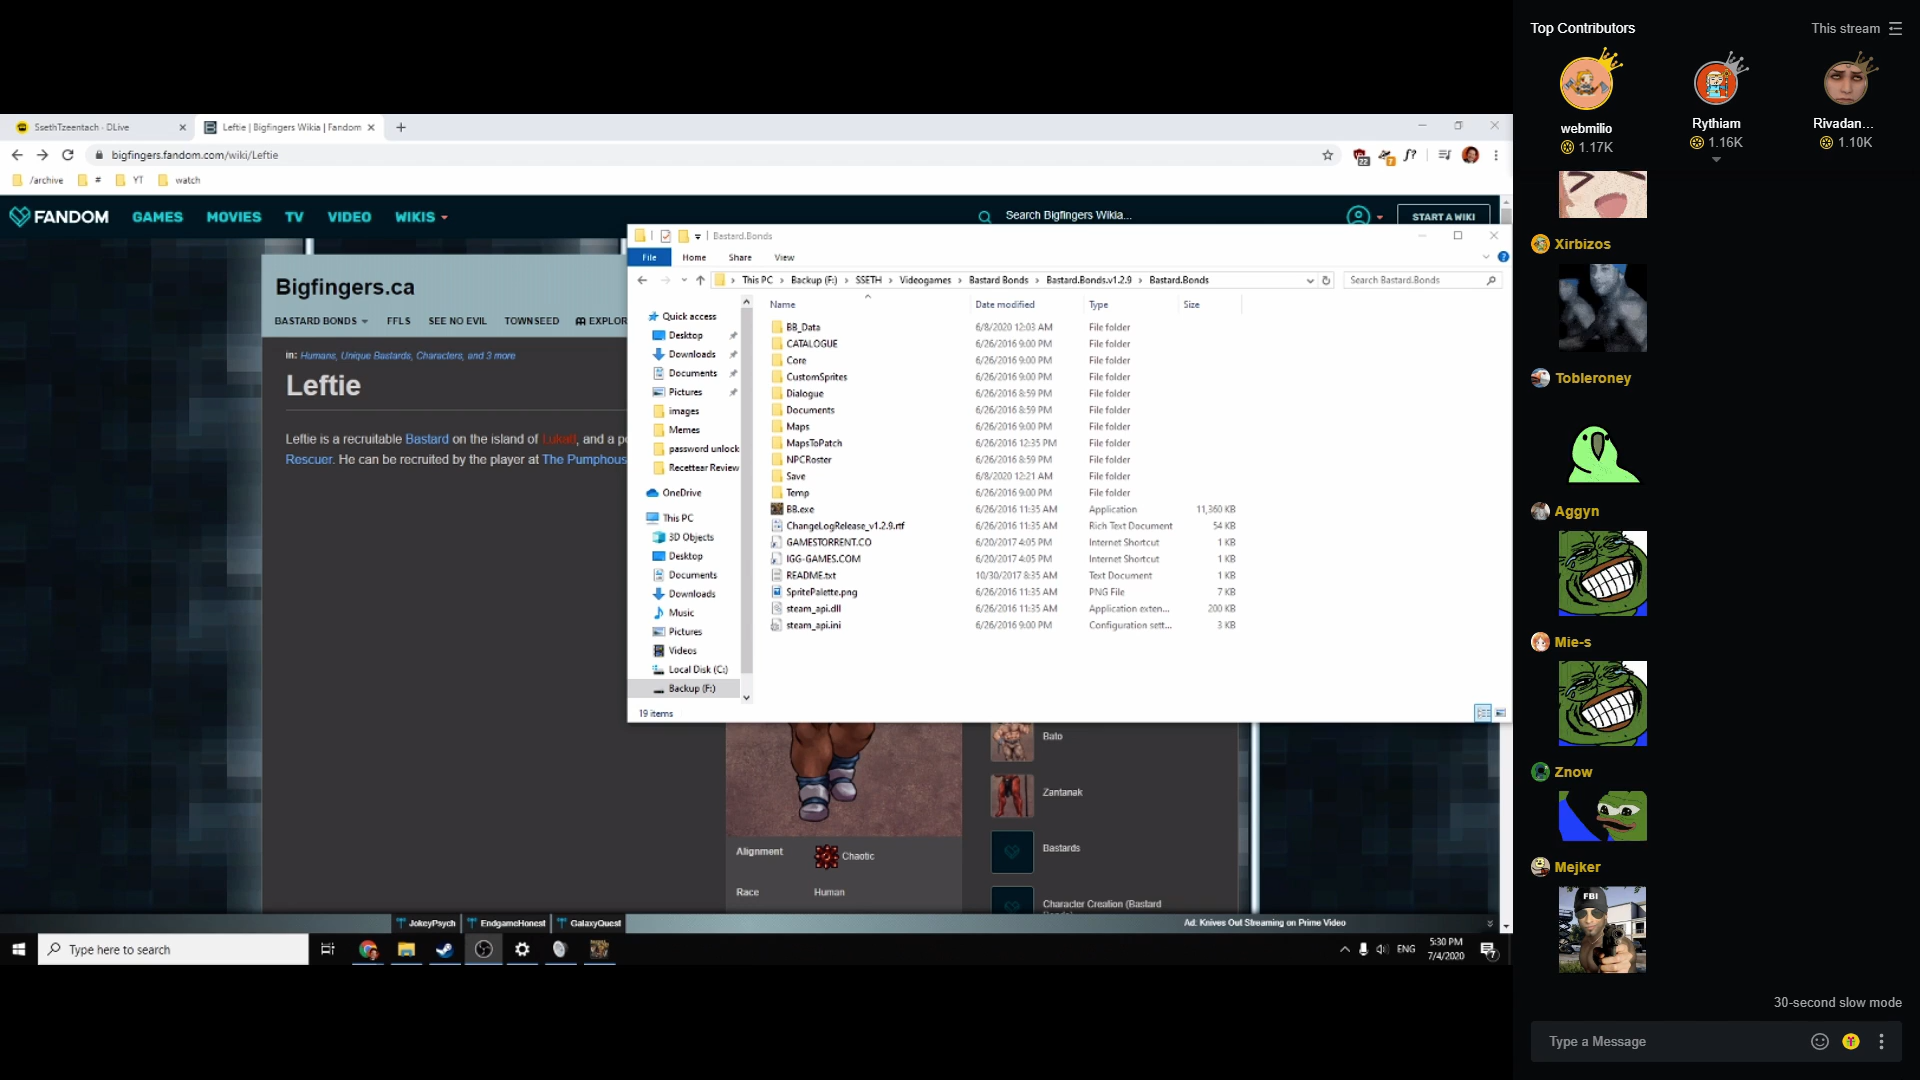 SsethTzeentach - DLive
Leftie | Bigfingers Wikia | Fandom
bigfingers.fandom.com/wiki/Leftie
22
7
f?
/archive
#
YT
watch
FANDOM
GAMES
MOVIES
TV
VIDEO
WIKIS
Search Bigfingers Wikia...
START A WIKI
Bigfingers.ca
BASTARD BONDS
FFLS
SEE NO EVIL
TOWNSEED
EXPLOR
in: Humans, Unique Bastards, Characters, and 3 more
Leftie
Leftie is a recruitable Bastard on the island of Lukatt, and a p
Rescuer. He can be recruited by the player at The Pumphous
Bastard.Bonds
File
Home
Share
View
This PC > Backup (F:) > SSETH > Videogames > Bastard Bonds > Bastard.Bonds.v1.2.9 > Bastard.Bonds
Search Bastard.Bonds
Quick access
Desktop
Downloads
Documents
Pictures
images
Memes
password unlock
Recettear Review
OneDrive
This PC
3D Objects
Desktop
Documents
Downloads
Music
Pictures
Videos
Local Disk (C:)
Backup (F:)
Name Date modified Type Size
BB_Data 6/8/2020 12:03 AM File folder
CATALOGUE 6/26/2016 9:00 PM File folder
Core 6/26/2016 9:00 PM File folder
CustomSprites 6/26/2016 9:00 PM File folder
Dialogue 6/26/2016 8:59 PM File folder
Documents 6/26/2016 8:59 PM File folder
Maps 6/26/2016 9:00 PM File folder
MapsToPatch 6/26/2016 12:35 PM File folder
NPCRoster 6/26/2016 8:59 PM File folder
Save 6/8/2020 12:21 AM File folder
Temp 6/26/2016 9:00 PM File folder
BB.exe 6/26/2016 11:35 AM Application 11,360 KB
ChangeLogRelease_v1.2.9.rtf 6/26/2016 11:35 AM Rich Text Document 54 KB
GAMESTORRENT.CO 6/20/2017 4:05 PM Internet Shortcut 1 KB
IGG-GAMES.COM 6/20/2017 4:05 PM Internet Shortcut 1 KB
README.txt 10/30/2017 8:35 AM Text Document 1 KB
SpritePalette.png 6/26/2016 11:35 AM PNG File 7 KB
steam_api.dll 6/26/2016 11:35 AM Application exten... 200 KB
steam_api.ini 6/26/2016 9:00 PM Configuration sett... 3 KB
19 items
Bato
Zantanak
Bastards
Character Creation (Bastard
Alignment
Chaotic
Race
Human
JokeyPsych
EndgameHonest
GalaxyQuest
Ad: Knives Out Streaming on Prime Video
Type here to search
ENG
5:30 PM
7/4/2020
7
Top Contributors
This stream
webmilio
1.17K
Rythiam
1.16K
Rivadan...
1.10K
Xirbizos
Tobleroney
Aggyn
Mie-s
Znow
Mejker
FBI
30-second slow mode
Type a Message